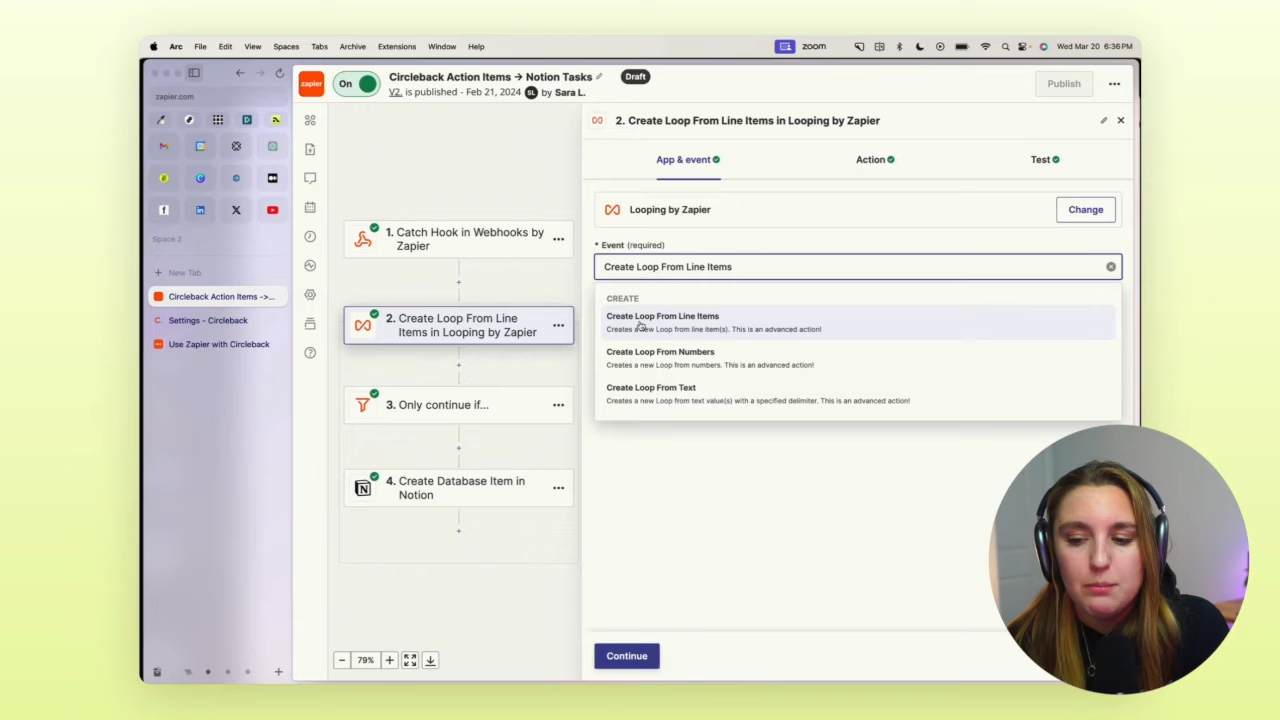 Arc File Edit View Spaces Tabs Archive Extensions Window Help
zoom
Wed Mar 20 6:36 PM
zipier.com
Space 2
New Tab
Circleback Action Items ->...
Settings - Circleback
Use Zapier with Circleback
zapier
On
Circleback Action Items → Notion Tasks
Draft
V2. is published - Feb 21, 2024 SL by Sara L.
Publish
1. Catch Hook in Webhooks by
Zapier
2. Create Loop From Line
Items in Looping by Zapier
3. Only continue if...
4. Create Database Item in
Notion
79%
2. Create Loop From Line Items in Looping by Zapier
App & event
Action
Test
Looping by Zapier
Change
* Event (required)
Create Loop From Line Items
CREATE
Create Loop From Line Items
Creates a new Loop from line item(s). This is an advanced action!
Create Loop From Numbers
Creates a new Loop from numbers. This is an advanced action!
Create Loop From Text
Creates a new Loop from text value(s) with a specified delimiter. This is an advanced action!
Continue